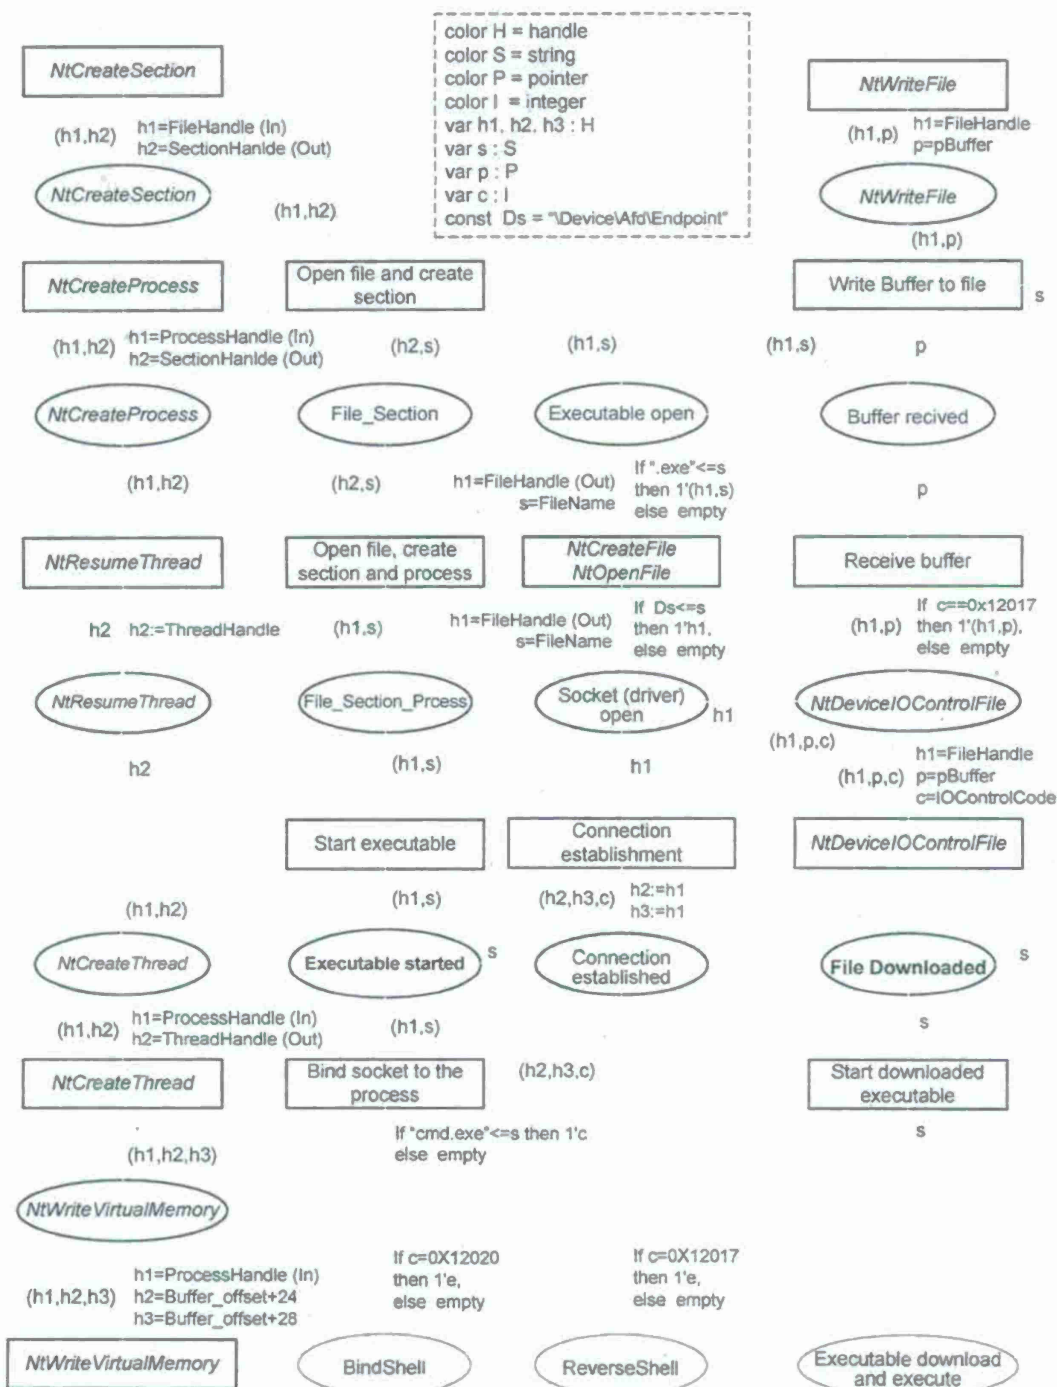 color H = handle
color S = string
color P = pointer
color I = integer
var h1, h2, h3 : H
var s : S
var p : P
var c : I
const Ds = "\Device\Afd\Endpoint"
NtCreateSection
NtWriteFile
(h1,h2)
h1=FileHandle (In)
h2=SectionHanlde (Out)
(h1,p)
h1=FileHandle
p=pBuffer
NtCreateSection
(h1,h2)
NtWriteFile
(h1,p)
NtCreateProcess
Open file and create
section
Write Buffer to file
s
(h1,h2)
h1=ProcessHandle (In)
h2=SectionHanlde (Out)
(h2,s)
(h1,s)
(h1,s)
p
NtCreateProcess
File_Section
Executable open
Buffer recived
(h1,h2)
(h2,s)
h1=FileHandle (Out)
s=FileName
If ".exe"<=s
then 1'(h1,s)
else empty
p
NtResumeThread
Open file, create
section and process
NtCreateFile
NtOpenFile
Receive buffer
h2
h2:=ThreadHandle
(h1,s)
h1=FileHandle (Out)
s=FileName
If Ds<=s
then 1'h1,
else empty
(h1,p)
If c==0x12017
then 1'(h1,p),
else empty
NtResumeThread
File_Section_Prcess
Socket (driver)
open
h1
NtDeviceIOControlFile
h2
(h1,s)
h1
(h1,p,c)
(h1,p,c)
h1=FileHandle
p=pBuffer
c=IOControlCode
Start executable
Connection
establishment
NtDeviceIOControlFile
(h1,h2)
(h1,s)
(h2,h3,c)
h2:=h1
h3:=h1
NtCreateThread
Executable started
s
Connection
established
File Downloaded
s
(h1,h2)
h1=ProcessHandle (In)
h2=ThreadHandle (Out)
(h1,s)
s
NtCreateThread
Bind socket to the
process
(h2,h3,c)
Start downloaded
executable
(h1,h2,h3)
If "cmd.exe"<=s then 1'c
else empty
s
NtWriteVirtualMemory
(h1,h2,h3)
h1=ProcessHandle (In)
h2=Buffer_offset+24
h3=Buffer_offset+28
If c=0X12020
then 1'e,
else empty
If c=0X12017
then 1'e,
else empty
NtWriteVirtualMemory
BindShell
ReverseShell
Executable download
and execute